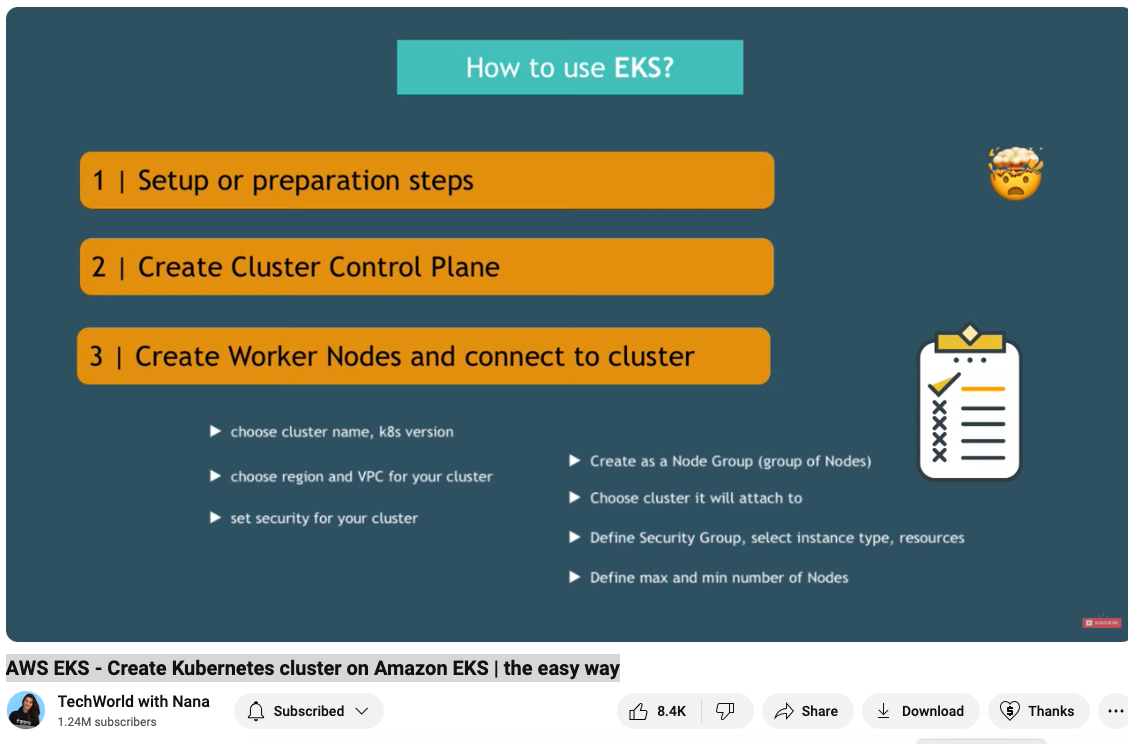 How to use EKS?
1 | Setup or preparation steps
2 | Create Cluster Control Plane
3 | Create Worker Nodes and connect to cluster
choose cluster name, k8s version
choose region and VPC for your cluster
set security for your cluster
Create as a Node Group (group of Nodes)
Choose cluster it will attach to
Define Security Group, select instance type, resources
Define max and min number of Nodes
SUBSCRIBE
AWS EKS - Create Kubernetes cluster on Amazon EKS | the easy way
TechWorld with Nana
1.24M subscribers
Subscribed
8.4K
Share
Download
Thanks